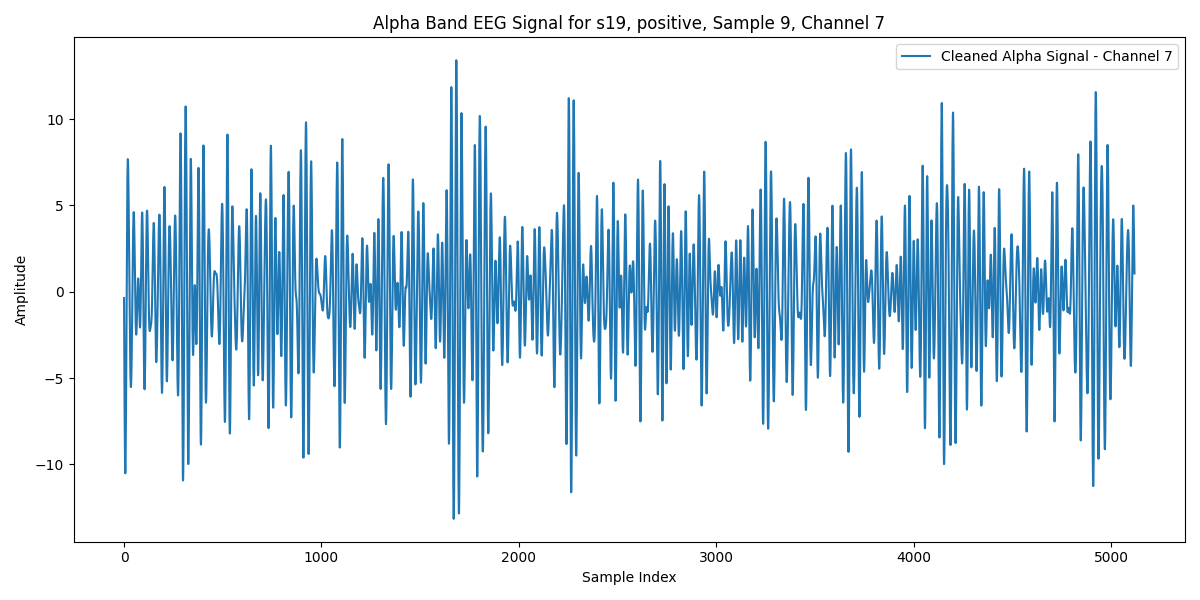 Alpha Band EEG Signal for s19, positive, Sample 9, Channel 7
Cleaned Alpha Signal - Channel 7
Amplitude
10
5
0
−5
−10
0 1000 2000 3000 4000 5000
Sample Index